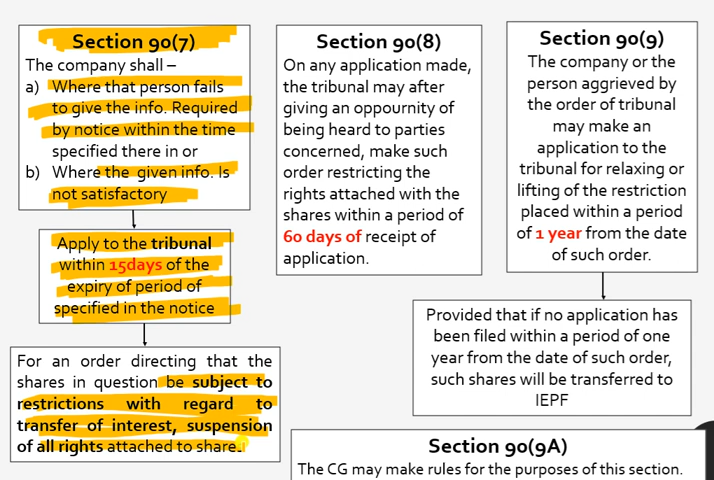 Section 90(7)
The company shall –
a) Where that person fails
to give the info. Required
by notice within the time
specified there in or
b) Where the given info. Is
not satisfactory
Apply to the tribunal
within 15days of the
expiry of period of
specified in the notice
For an order directing that the
shares in question be subject to
restrictions with regard to
transfer of interest, suspension
of all rights attached to share.
Section 90(8)
On any application made,
the tribunal may after
giving an oppournity of
being heard to parties
concerned, make such
order restricting the
rights attached with the
shares within a period of
60 days of receipt of
application.
Section 90(9)
The company or the
person aggrieved by
the order of tribunal
may make an
application to the
tribunal for relaxing or
lifting of the restriction
placed within a period
of 1 year from the date
of such order.
Provided that if no application has
been filed within a period of one
year from the date of such order,
such shares will be transferred to
IEPF
Section 90(9A)
The CG may make rules for the purposes of this section.